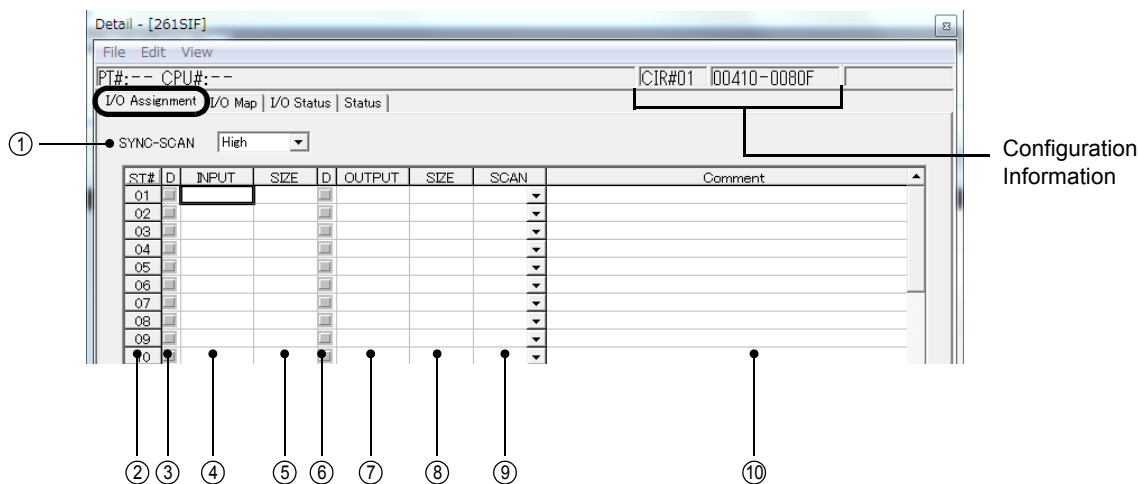 Detail - [261SIF]
File Edit View
PT#:-- CPU#:-- CIR#01 00410-0080F
I/O Assignment I/O Map I/O Status Status
① SYNC-SCAN High
Configuration
Information
ST# D INPUT SIZE D OUTPUT SIZE SCAN Comment
01
02
03
04
05
06
07
08
09
② ③ ④ ⑤ ⑥ ⑦ ⑧ ⑨ ⑩